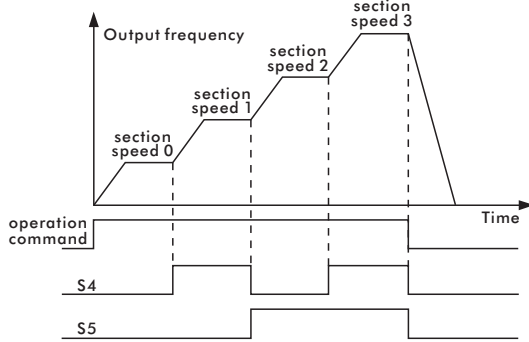 section
speed 3
Output frequency
section
speed 2
section
speed 1
section
speed 0
Time
operation
command
S4
S5